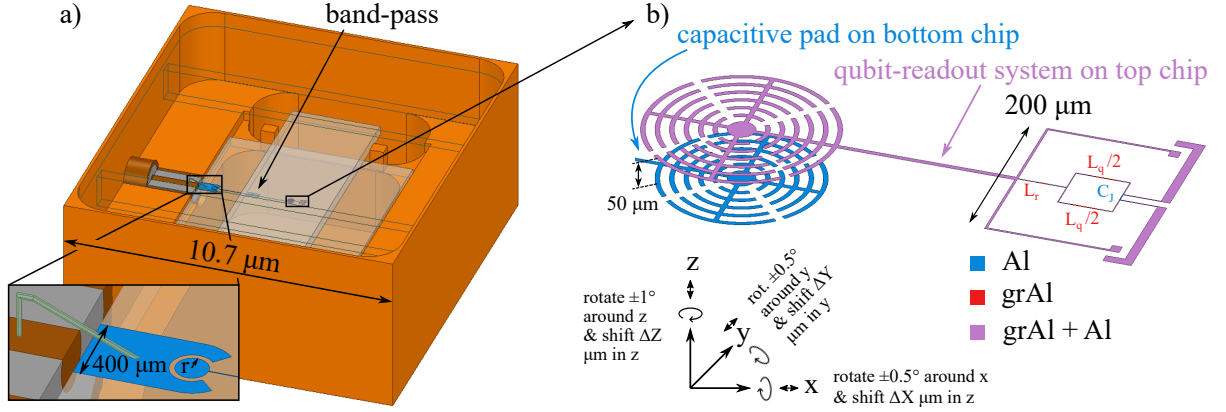 a)
band-pass
10.7 μm
400 μm
r
b)
capacitive pad on bottom chip
qubit-readout system on top chip
200 μm
50 μm
L_r
L_q/2
C_J
L_q/2
Al
grAl
grAl + Al
z
rotate ±1°
around z
& shift ΔZ
μm in z
y
rot. ±0.5°
around y
& shift ΔY
μm in y
x
rotate ±0.5° around x
& shift ΔX μm in z